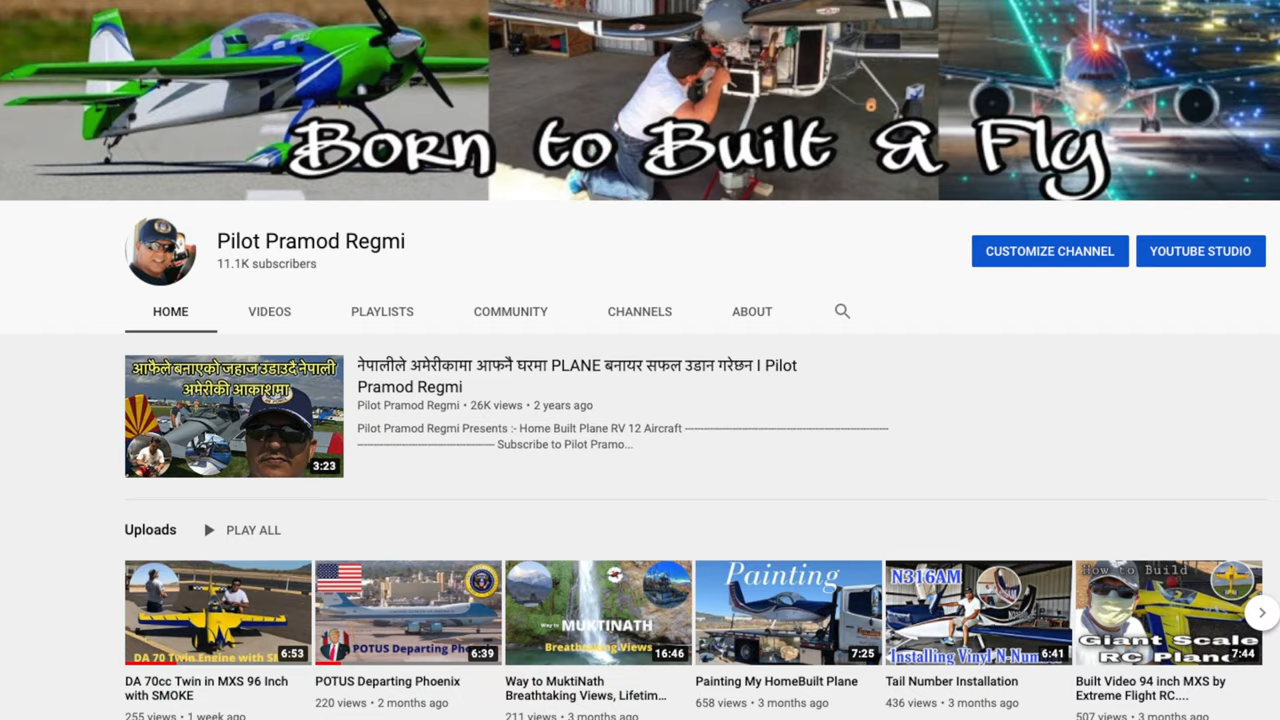 Born to Built & Fly
Pilot Pramod Regmi
11.1K subscribers
CUSTOMIZE CHANNEL
YOUTUBE STUDIO
HOME
VIDEOS
PLAYLISTS
COMMUNITY
CHANNELS
ABOUT
आफैले बनाएको जहाज उडाउदै नेपाली
अमेरीकी आकाशमा
3:23
नेपालीले अमेरीकामा आफ्नै घरमा PLANE बनायर सफल उडान गरेछन I Pilot
Pramod Regmi
Pilot Pramod Regmi • 26K views • 2 years ago
Pilot Pramod Regmi Presents :- Home Built Plane RV 12 Aircraft ----------------------------------------------------
----------------------------------- Subscribe to Pilot Pramo...
Uploads
PLAY ALL
DA 70 Twin Engine with SM
6:53
POTUS Departing Pho
6:39
Way to MUKTINATH
Breathtaking Views
16:46
Painting
7:25
N316AM
Installing Vinyl N-Num
6:41
How to Build
Giant Scale
RC Plane
7:44
DA 70cc Twin in MXS 96 Inch
with SMOKE
255 views • 1 week ago
POTUS Departing Phoenix
220 views • 2 months ago
Way to MuktiNath
Breathtaking Views, Lifetim...
211 views • 3 months ago
Painting My HomeBuilt Plane
658 views • 3 months ago
Tail Number Installation
436 views • 3 months ago
Built Video 94 inch MXS by
Extreme Flight RC....
507 views • 3 months ago